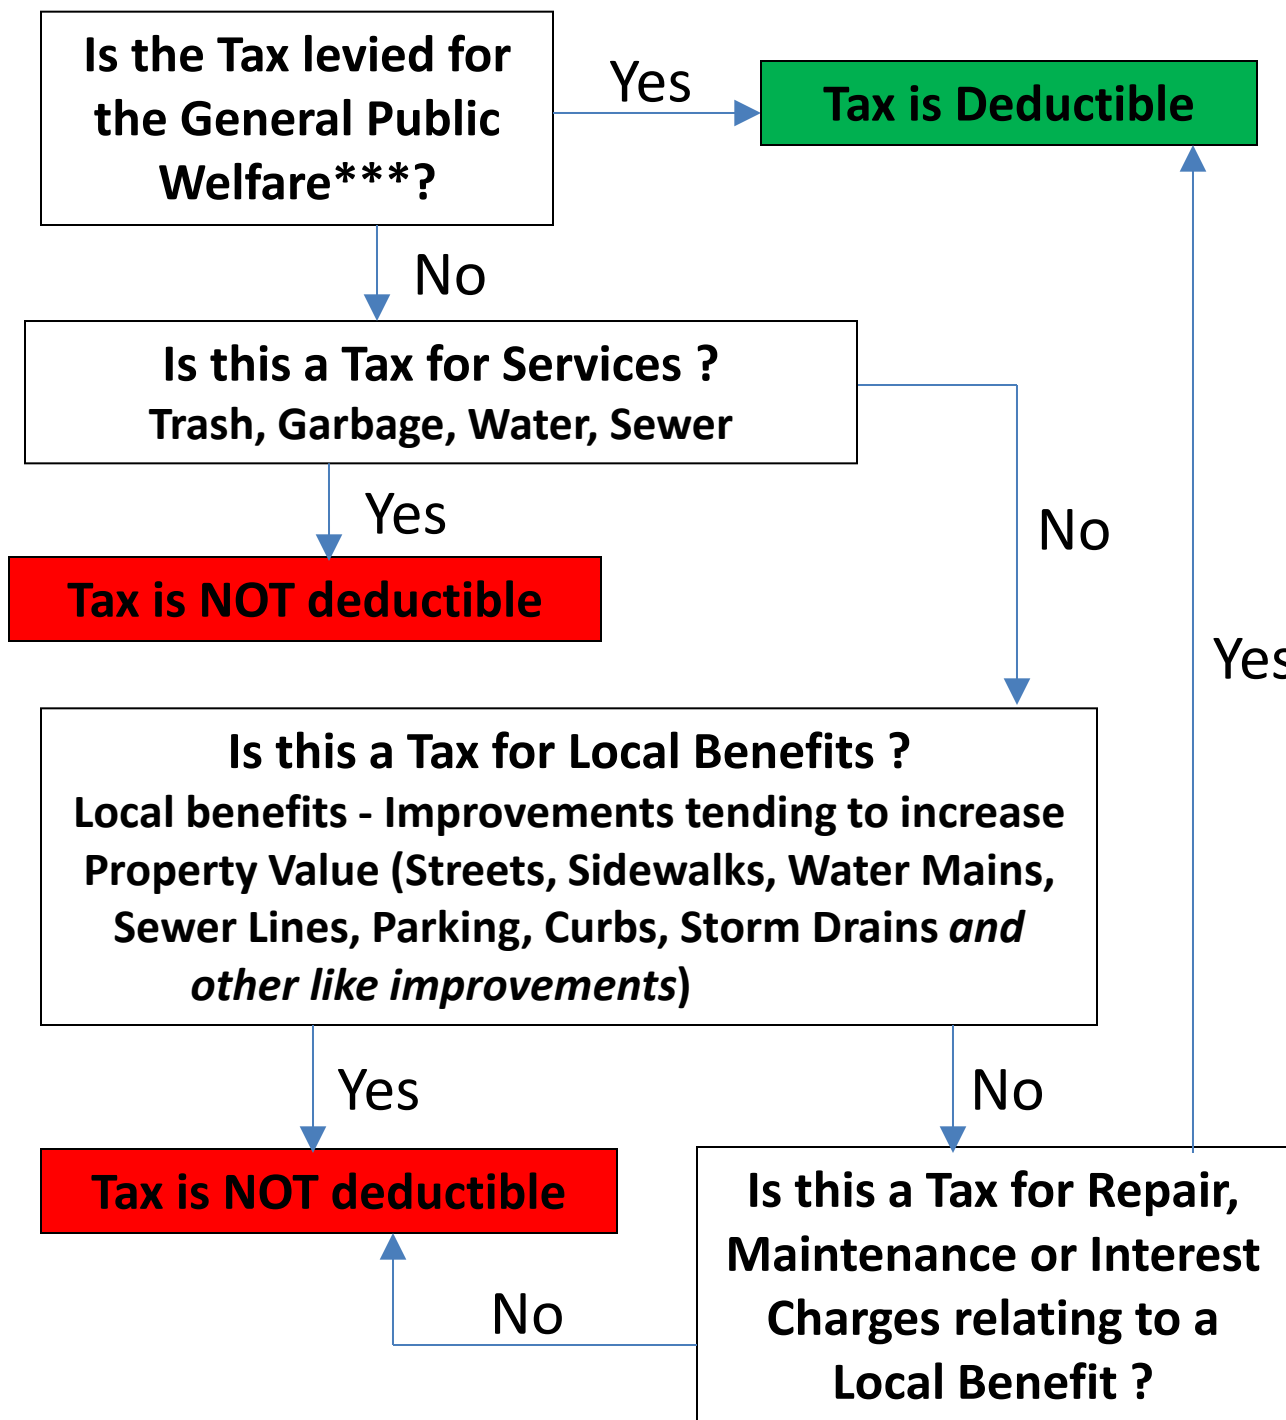 Is the Tax levied for
the General Public
Welfare***?
Yes
Tax is Deductible
No
Is this a Tax for Services ?
Trash, Garbage, Water, Sewer
Yes
No
Tax is NOT deductible
Yes
Is this a Tax for Local Benefits ?
Local benefits - Improvements tending to increase
Property Value (Streets, Sidewalks, Water Mains,
Sewer Lines, Parking, Curbs, Storm Drains and
other like improvements)
Yes
No
Tax is NOT deductible
Is this a Tax for Repair,
Maintenance or Interest
Charges relating to a
Local Benefit ?
No